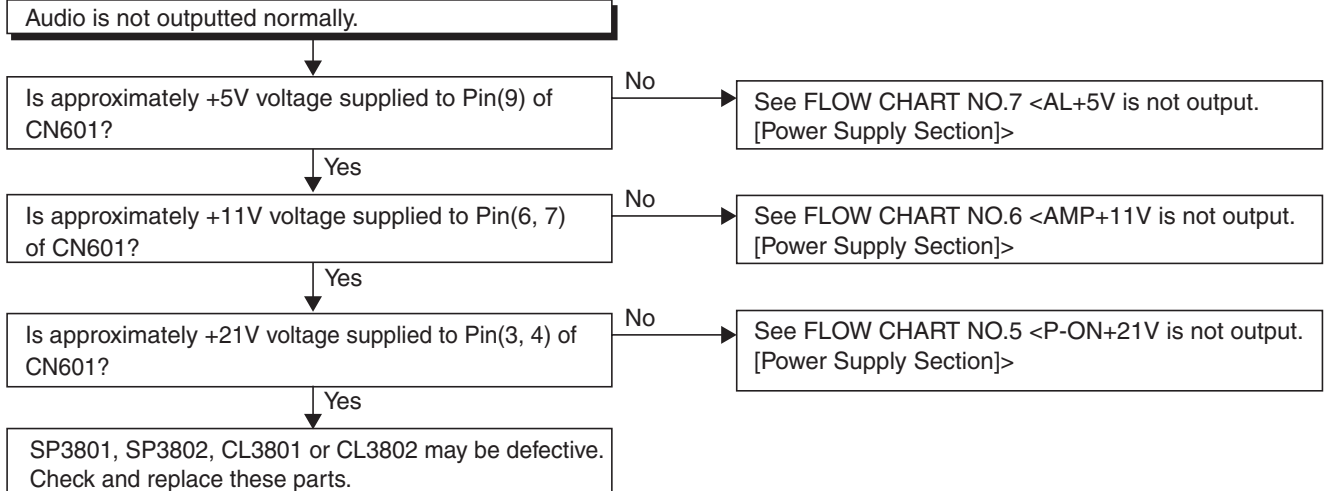 Audio is not outputted normally.
Is approximately +5V voltage supplied to Pin(9) of
CN601?
No
See FLOW CHART NO.7 <AL+5V is not output.
[Power Supply Section]>
Yes
Is approximately +11V voltage supplied to Pin(6, 7)
of CN601?
No
See FLOW CHART NO.6 <AMP+11V is not output.
[Power Supply Section]>
Yes
Is approximately +21V voltage supplied to Pin(3, 4) of
CN601?
No
See FLOW CHART NO.5 <P-ON+21V is not output.
[Power Supply Section]>
Yes
SP3801, SP3802, CL3801 or CL3802 may be defective.
Check and replace these parts.